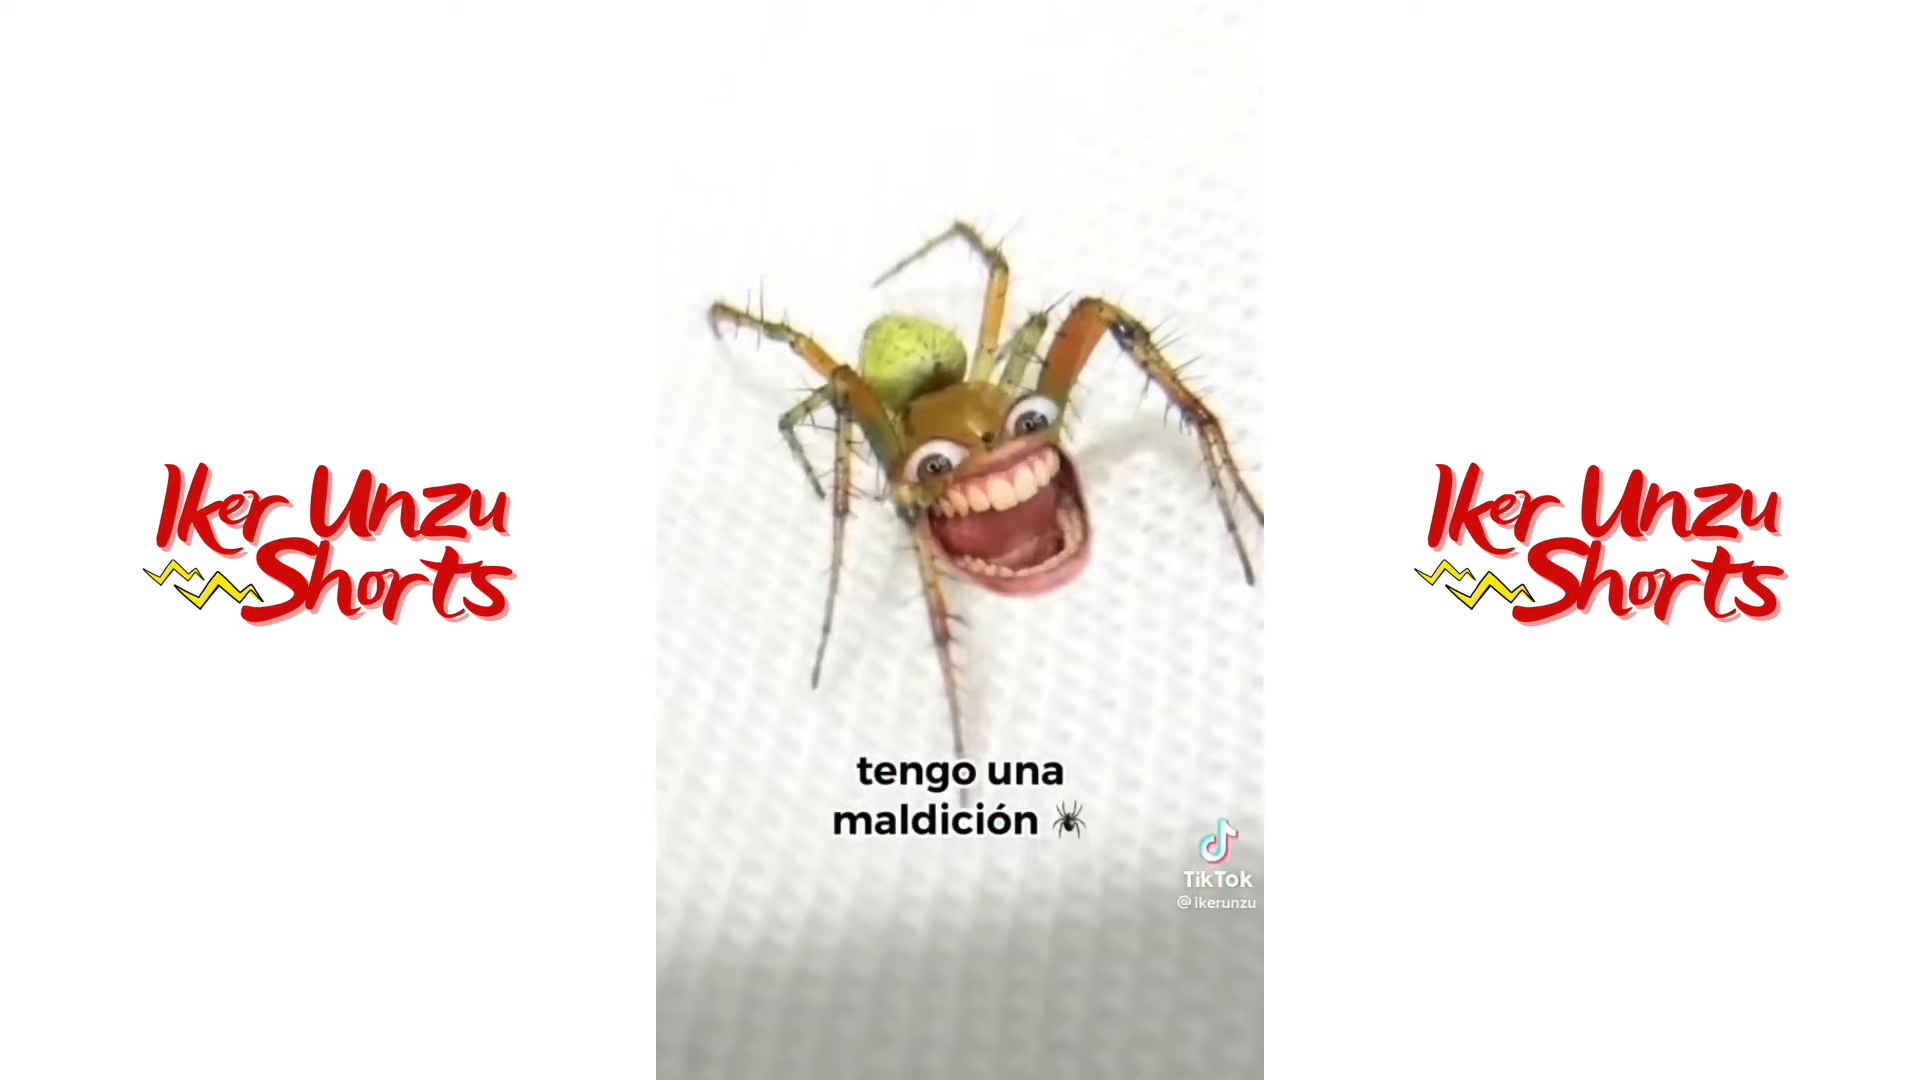 Iker Unzu
Shorts
tengo una
maldición 🕷
TikTok
@ikerunzu
Iker Unzu
Shorts